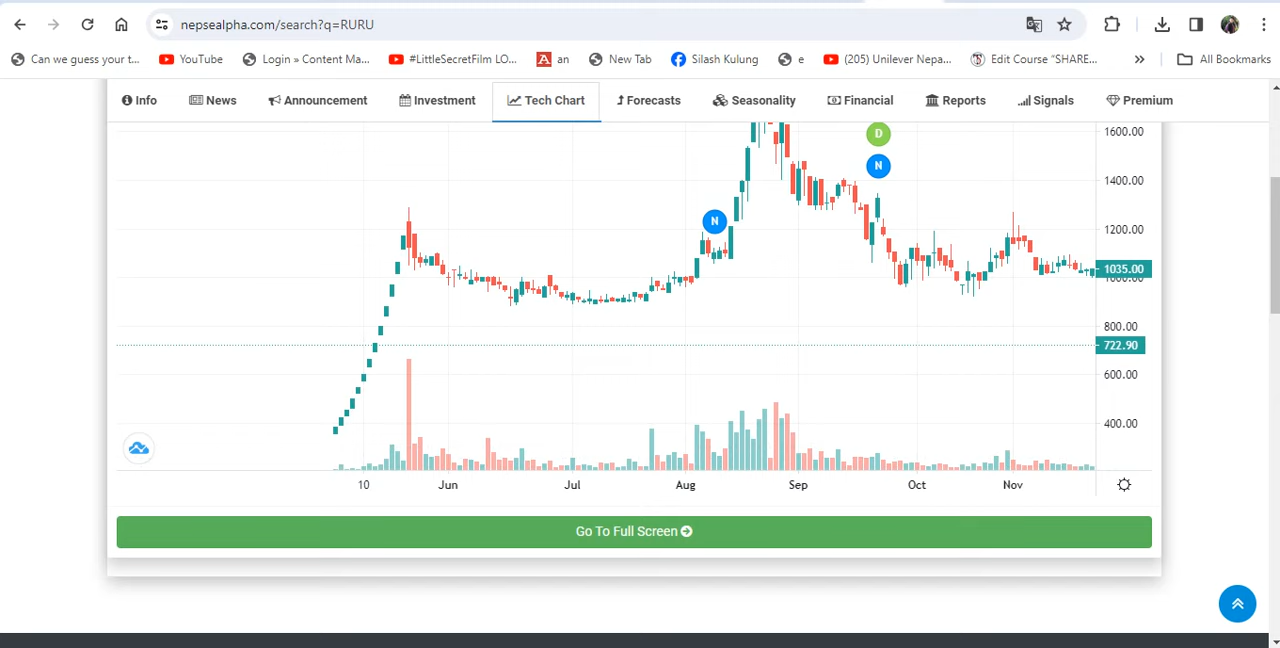 nepsealpha.com/search?q=RURU
Can we guess your t...
YouTube
Login » Content Ma...
#LittleSecretFilm LO...
A an
New Tab
Silash Kulung
e
(205) Unilever Nepa...
Edit Course "SHARE...
»
All Bookmarks
Info
News
Announcement
Investment
Tech Chart
Forecasts
Seasonality
Financial
Reports
Signals
Premium
D
N
N
1600.00
1400.00
1200.00
1035.00
1000.00
800.00
722.90
600.00
400.00
10
Jun
Jul
Aug
Sep
Oct
Nov
Go To Full Screen